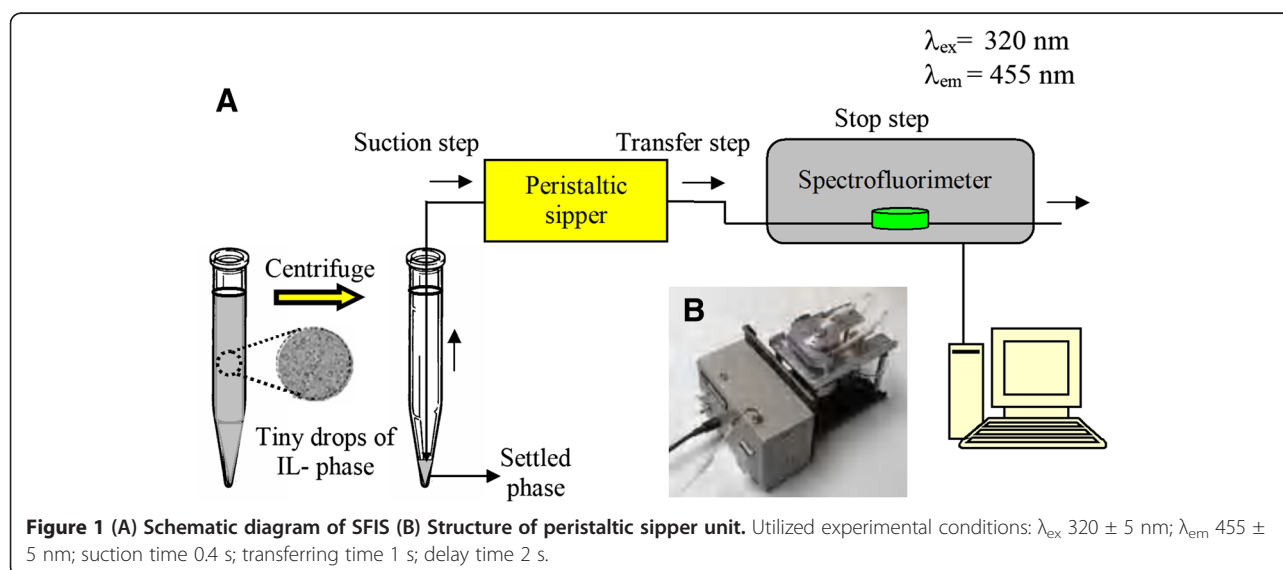 λex= 320 nm
λem = 455 nm
A
Suction step
Transfer step
Stop step
Peristaltic
sipper
Spectrofluorimeter
Centrifuge
B
Tiny drops of
IL- phase
Settled
phase
Figure 1 (A) Schematic diagram of SFIS (B) Structure of peristaltic sipper unit. Utilized experimental conditions: λex 320 ± 5 nm; λem 455 ±
5 nm; suction time 0.4 s; transferring time 1 s; delay time 2 s.